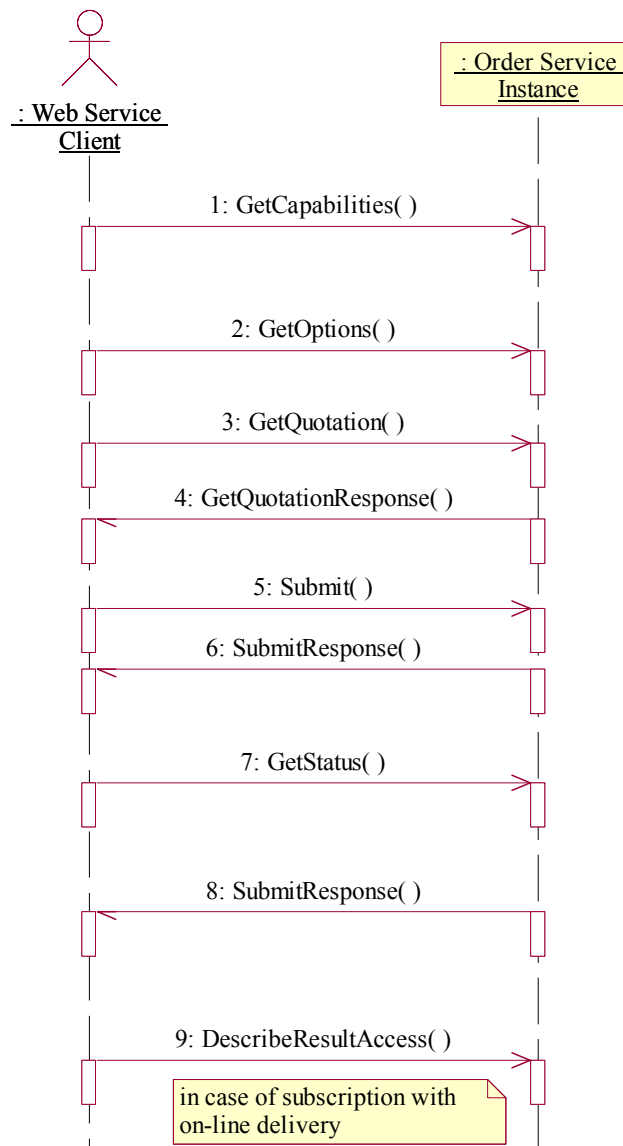 : Order Service
Instance
: Web Service
Client
1: GetCapabilities( )
2: GetOptions( )
3: GetQuotation( )
4: GetQuotationResponse( )
5: Submit( )
6: SubmitResponse( )
7: GetStatus( )
8: SubmitResponse( )
9: DescribeResultAccess( )
in case of subscription with
on-line delivery